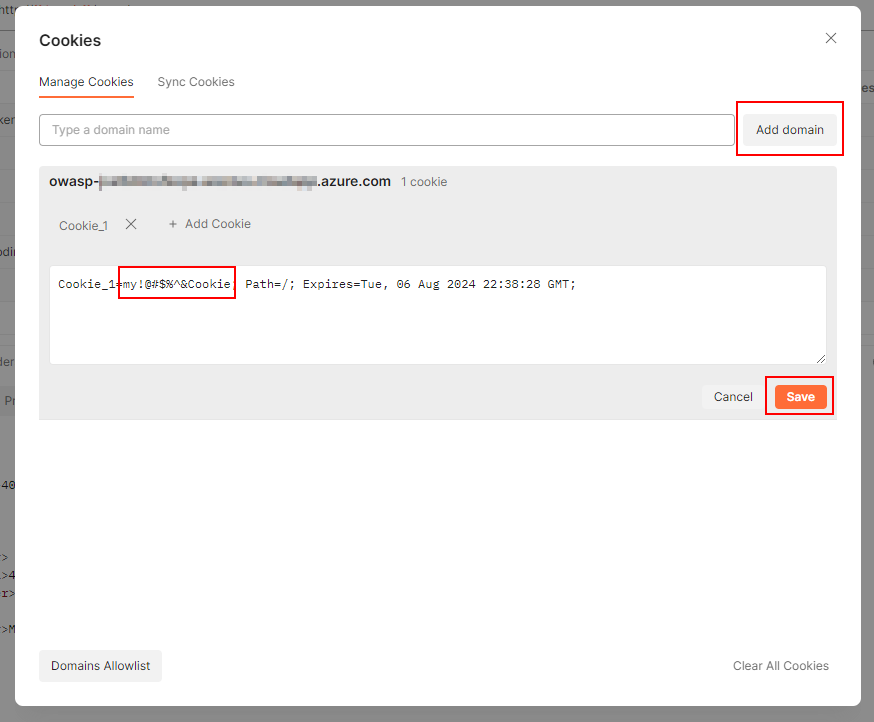 Cookies
Manage Cookies Sync Cookies
Type a domain name
Add domain
owasp- .azure.com 1 cookie
Cookie_1 + Add Cookie
Cookie_1=my!@#$%^&Cookie; Path=/; Expires=Tue, 06 Aug 2024 22:38:28 GMT;
Cancel Save
Domains Allowlist Clear All Cookies